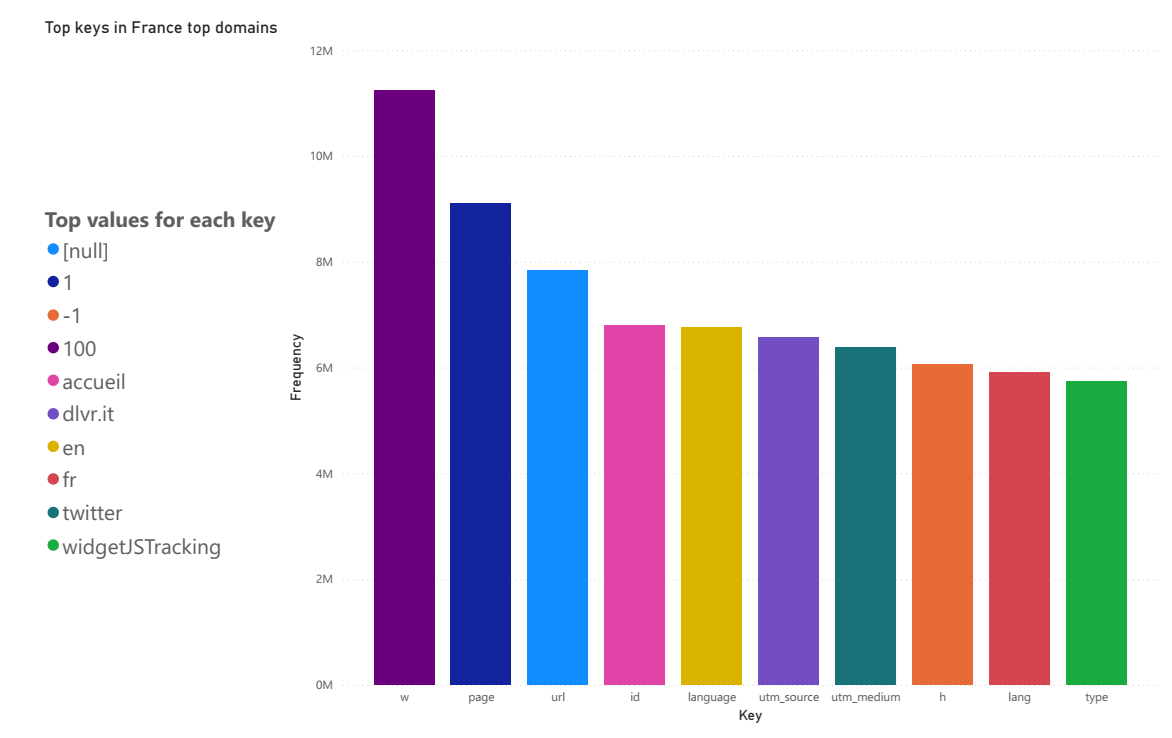 Top keys in France top domains
Top values for each key
[null]
1
-1
100
accueil
dlvr.it
en
fr
twitter
widgetJSTracking
Frequency
12M
10M
8M
6M
4M
2M
0M
w page url id language utm_source utm_medium h lang type
Key